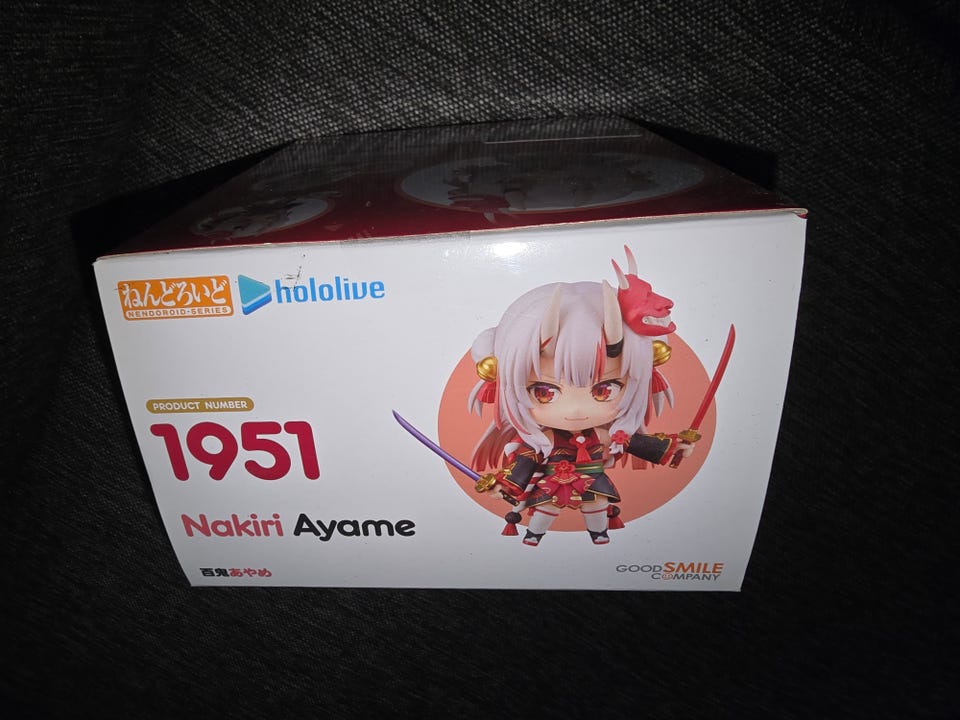 ねんどろいど
NENDOROID-SERIES
hololive
PRODUCT NUMBER
1951
Nakiri Ayame
百鬼あやめ
GOOD SMILE
COMPANY